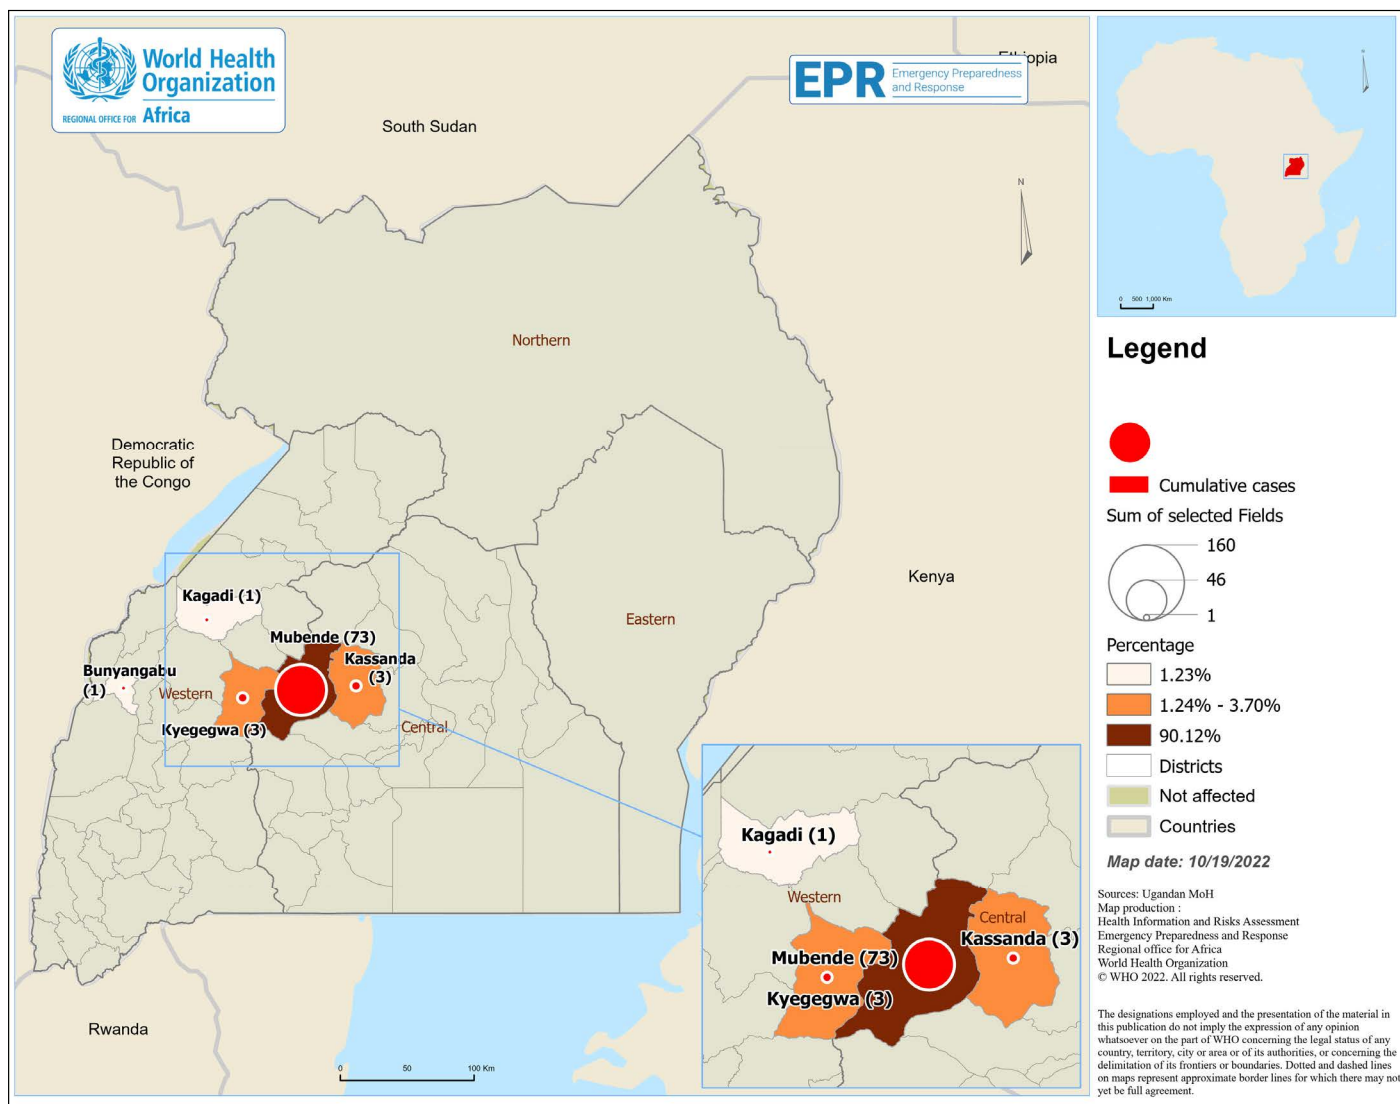 World Health
Organization
REGIONAL OFFICE FOR Africa
EPR Emergency Preparedness
and Response
Ethiopia
South Sudan
N
Northern
Democratic
Republic of
the Congo
Kenya
Kagadi (1)
Mubende (73)
Kassanda
(3)
Bunyangabu
(1)
Western
Kyegegwa (3)
Central
Eastern
Rwanda
0 50 100 Km
Kagadi (1)
Western
Central
Kassanda (3)
Mubende (73)
Kyegegwa (3)
0 500 1,000 Km
Legend
Cumulative cases
Sum of selected Fields
160
46
1
Percentage
1.23%
1.24% - 3.70%
90.12%
Districts
Not affected
Countries
Map date: 10/19/2022
Sources: Ugandan MoH
Map production :
Health Information and Risks Assessment
Emergency Preparedness and Response
Regional office for Africa
World Health Organization
© WHO 2022. All rights reserved.
The designations employed and the presentation of the material in
this publication do not imply the expression of any opinion
whatsoever on the part of WHO concerning the legal status of any
country, territory, city or area or of its authorities, or concerning the
delimitation of its frontiers or boundaries. Dotted and dashed lines
on maps represent approximate border lines for which there may not
yet be full agreement.